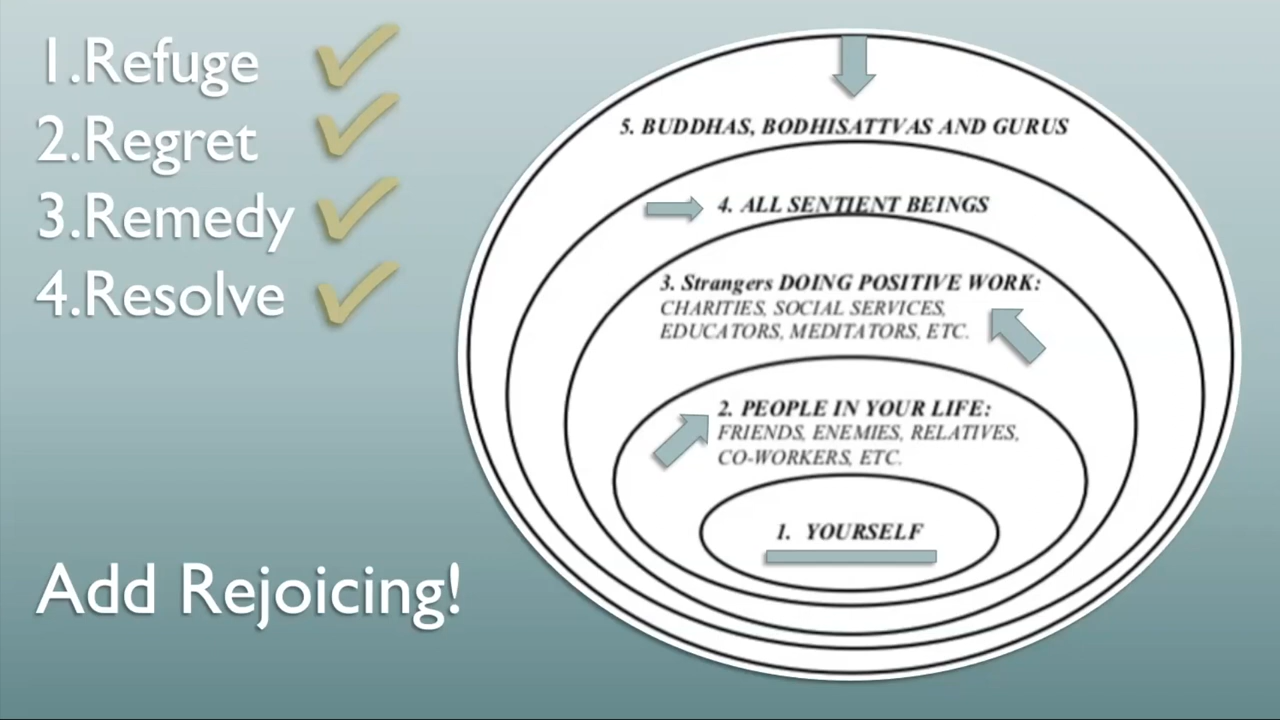 1.Refuge
2.Regret
3.Remedy
4.Resolve
Add Rejoicing!
5. BUDDHAS, BODHISATTVAS AND GURUS
4. ALL SENTIENT BEINGS
3. Strangers DOING POSITIVE WORK:
CHARITIES, SOCIAL SERVICES,
EDUCATORS, MEDITATORS, ETC.
2. PEOPLE IN YOUR LIFE:
FRIENDS, ENEMIES, RELATIVES,
CO-WORKERS, ETC.
1. YOURSELF